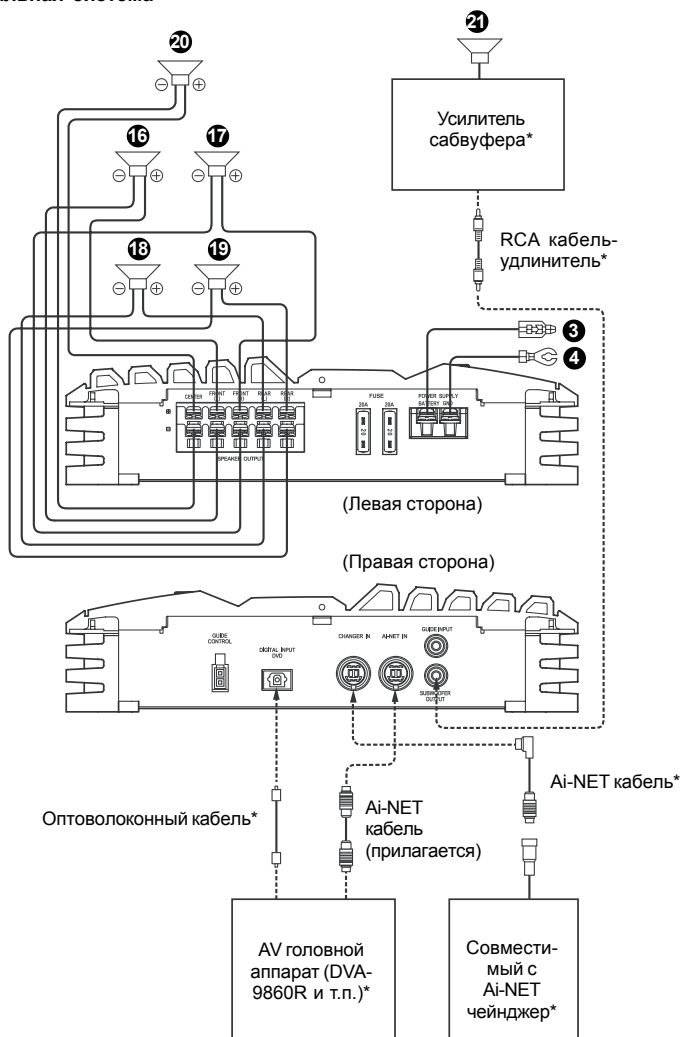 система
20
21
Усилитель
сабвуфера*
16
17
RCA кабель-
удлинитель*
18
19
3
4
CENTER
FRONT
FRONT
REAR
REAR
FUSE
20A
20A
20
20
POWER SUPPLY
BATTERY
GND
SPEAKER OUTPUT
(Левая сторона)
(Правая сторона)
GUIDE
CONTROL
DIGITAL INPUT
DVD
CHANGER IN
Ai-NET IN
GUIDE INPUT
SUBWOOFER
OUTPUT
Ai-NET кабель*
Оптоволоконный кабель*
Ai-NET
кабель
(прилагается)
AV головной
аппарат (DVA-
9860R и т.п.)*
Совмести-
мый с
Ai-NET
чейнджер*